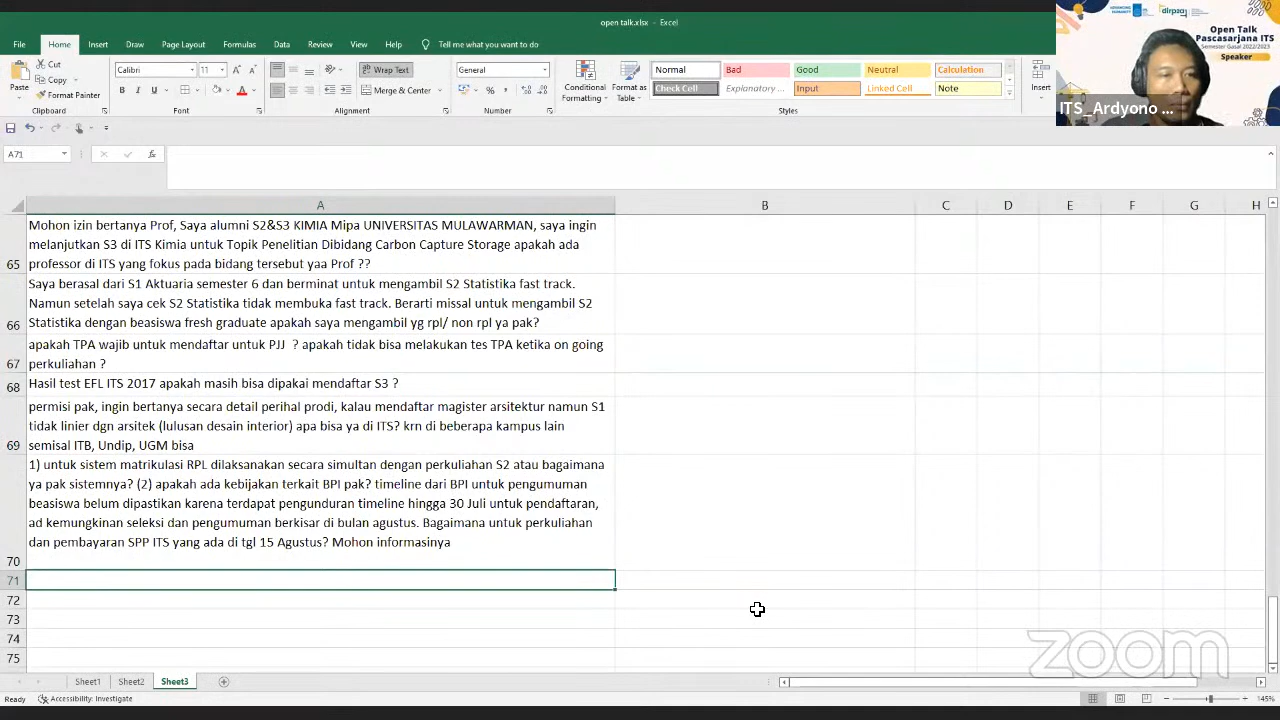 open talk.xlsx - Excel
File Home Insert Draw Page Layout Formulas Data Review View Help Tell me what you want to do
Cut
Copy
Format Painter
Paste
Calibri 11
B I U
Wrap Text
Merge & Center
General
Conditional Formatting
Format as Table
Normal Bad Good Neutral Calculation
Check Cell Explanatory ... Input Linked Cell Note
Insert
Clipboard Font Alignment Number Styles
Open Talk
Pascasarjana ITS
Semester Gasal 2022/2023
Speaker
ITS_Ardyono ...
A71
fx
A B C D E F G H
Mohon izin bertanya Prof, Saya alumni S2&S3 KIMIA Mipa UNIVERSITAS MULAWARMAN, saya ingin
melanjutkan S3 di ITS Kimia untuk Topik Penelitian Dibidang Carbon Capture Storage apakah ada
65 professor di ITS yang fokus pada bidang tersebut yaa Prof ??
Saya berasal dari S1 Aktuaria semester 6 dan berminat untuk mengambil S2 Statistika fast track.
Namun setelah saya cek S2 Statistika tidak membuka fast track. Berarti missal untuk mengambil S2
66 Statistika dengan beasiswa fresh graduate apakah saya mengambil yg rpl/ non rpl ya pak?
apakah TPA wajib untuk mendaftar untuk PJJ ? apakah tidak bisa melakukan tes TPA ketika on going
67 perkuliahan ?
68 Hasil test EFL ITS 2017 apakah masih bisa dipakai mendaftar S3 ?
permisi pak, ingin bertanya secara detail perihal prodi, kalau mendaftar magister arsitektur namun S1
tidak linier dgn arsitek (lulusan desain interior) apa bisa ya di ITS? krn di beberapa kampus lain
69 semisal ITB, Undip, UGM bisa
1) untuk sistem matrikulasi RPL dilaksanakan secara simultan dengan perkuliahan S2 atau bagaimana
ya pak sistemnya? (2) apakah ada kebijakan terkait BPI pak? timeline dari BPI untuk pengumuman
beasiswa belum dipastikan karena terdapat pengunduran timeline hingga 30 Juli untuk pendaftaran,
ad kemungkinan seleksi dan pengumuman berkisar di bulan agustus. Bagaimana untuk perkuliahan
dan pembayaran SPP ITS yang ada di tgl 15 Agustus? Mohon informasinya
70
71
72
73
74
75
zoom
Sheet1 Sheet2 Sheet3
Ready Accessibility: Investigate 145%